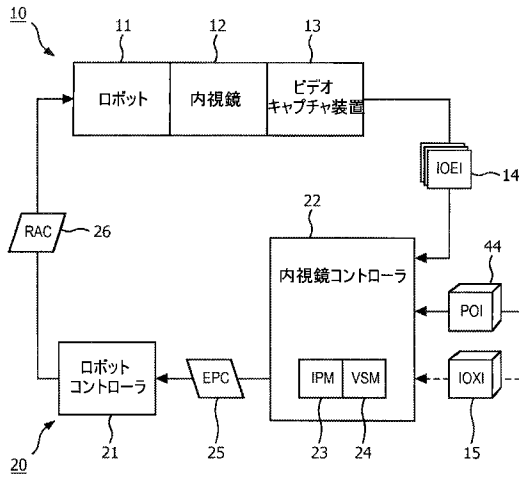 10
11
12
13
ロボット
内視鏡
ビデオ
キャプチャ装置
IOEI
14
RAC
26
22
内視鏡コントローラ
44
POI
ロボット
コントローラ
EPC
IPM
VSM
IOXI
20
21
25
23
24
15